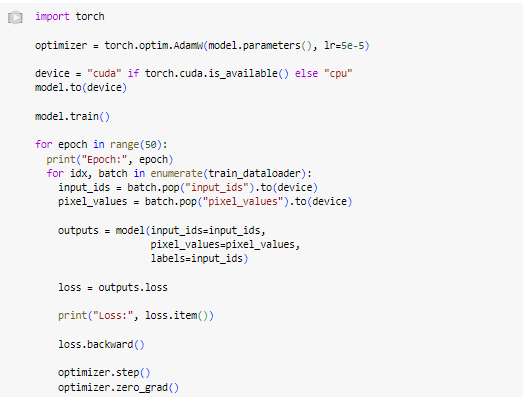 import torch
optimizer = torch.optim.AdamW(model.parameters(), lr=5e-5)
device = "cuda" if torch.cuda.is_available() else "cpu"
model.to(device)
model.train()
for epoch in range(50):
  print("Epoch:", epoch)
  for idx, batch in enumerate(train_dataloader):
    input_ids = batch.pop("input_ids").to(device)
    pixel_values = batch.pop("pixel_values").to(device)
    outputs = model(input_ids=input_ids,
                    pixel_values=pixel_values,
                    labels=input_ids)
    loss = outputs.loss
    print("Loss:", loss.item())
    loss.backward()
    optimizer.step()
    optimizer.zero_grad()